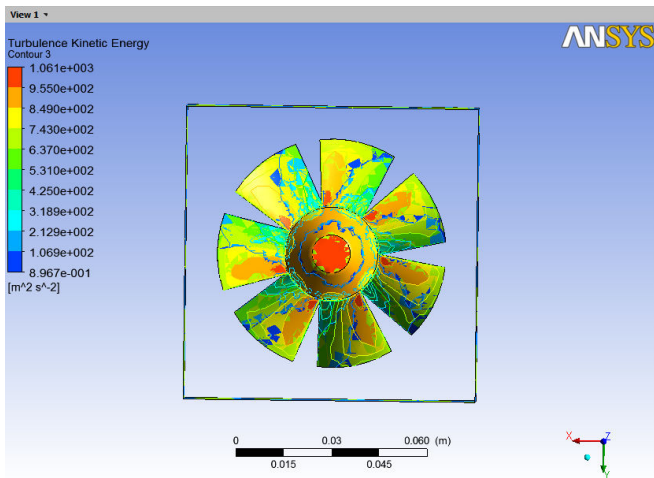 View 1
ANSYS
Turbulence Kinetic Energy
Contour 3
1.061e+003
9.550e+002
8.490e+002
7.430e+002
6.370e+002
5.310e+002
4.250e+002
3.189e+002
2.129e+002
1.069e+002
8.967e-001
[m^2 s^-2]
0 0.03 0.060 (m)
0.015 0.045
X Z
Y